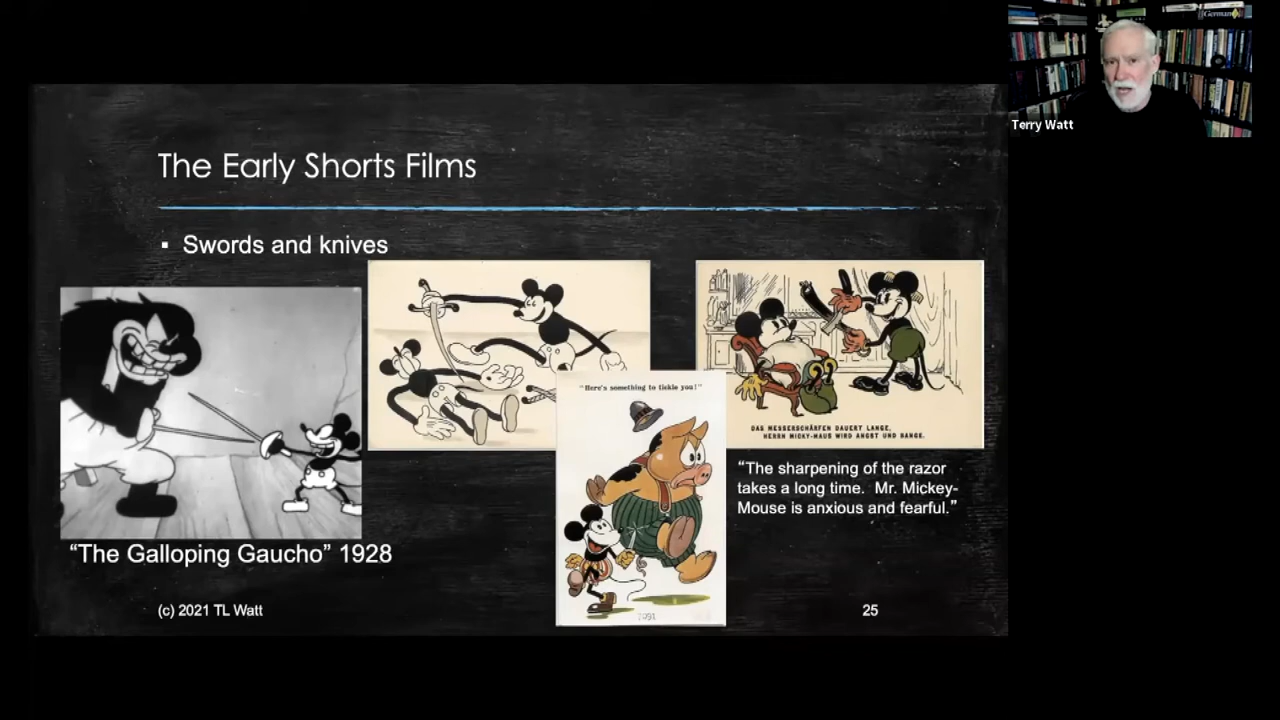 Germany
Terry Watt
The Early Shorts Films
Swords and knives
"Here's something to tickle you!"
DAS MESSERSCHÄRFEN DAUERT LANGE,
HERRN MICKY-MAUS WIRD ANGST UND BANGE.
“The sharpening of the razor
takes a long time.  Mr. Mickey-
Mouse is anxious and fearful.”
“The Galloping Gaucho” 1928
7091
(c) 2021 TL Watt
25